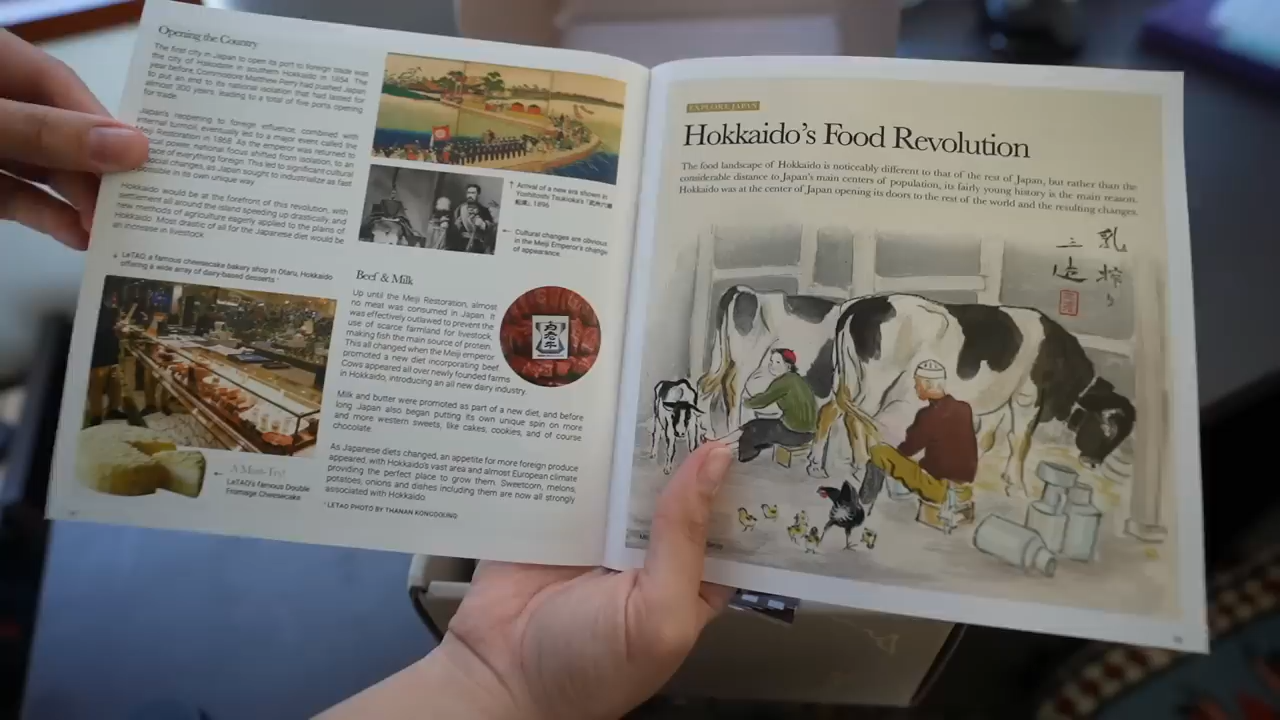 Opening the Country
The first city in Japan to open its port to foreign trade was
the city of Hakodate in southern Hokkaido in 1854. The
year before, Commodore Matthew Perry had pushed Japan
to put an end to its national isolation that had lasted for
almost 300 years, leading to a total of five ports opening
for trade.
Japan's reopening to foreign influence, combined with
internal turmoil, eventually led to a major event called the
Meiji Restoration in 1868. As the emperor was returned to
power, national focus shifted from isolation, to an
of everything foreign. This led to significant cultural
social changes, as Japan sought to industrialize as fast
possible in its own unique way.
Hokkaido would be at the forefront of this revolution, with
settlement all around the island speeding up drastically, and
new methods of agriculture eagerly applied to the plains of
Hokkaido. Most drastic of all for the Japanese diet would be
an increase in livestock.
↑ Arrival of a new era shown in
Yoshitoshi Tsukioka's
1896
← Cultural changes are obvious
in the Meiji Emperor's change
of appearance.
↓ LeTAO, a famous cheesecake bakery shop in Otaru, Hokkaido
offering a wide array of dairy-based desserts
Beef & Milk
Up until the Meiji Restoration, almost
no meat was consumed in Japan. It
was effectively outlawed to prevent the
use of scarce farmland for livestock,
making fish the main source of protein.
This all changed when the Meiji emperor
promoted a new diet incorporating beef
Cows appeared all over newly founded farms
in Hokkaido, introducing an all new dairy industry.
Milk and butter were promoted as part of a new diet, and before
long Japan also began putting its own unique spin on more
and more western sweets, like cakes, cookies, and of course
chocolate.
As Japanese diets changed, an appetite for more foreign produce
appeared, with Hokkaido's vast area and almost European climate
providing the perfect place to grow them. Sweetcorn, melons,
potatoes, onions and dishes including them are now all strongly
associated with Hokkaido.
A Must-Try!
← LeTAO's famous Double
Fromage Cheesecake
* LETAO PHOTO BY THANAN KONGDOUNG
EXPLORE JAPAN
Hokkaido's Food Revolution
The food landscape of Hokkaido is noticeably different to that of the rest of Japan, but rather than the
considerable distance to Japan's main centers of population, its fairly young history is the main reason.
Hokkaido was at the center of Japan opening its doors to the rest of the world and the resulting changes.
乳搾り